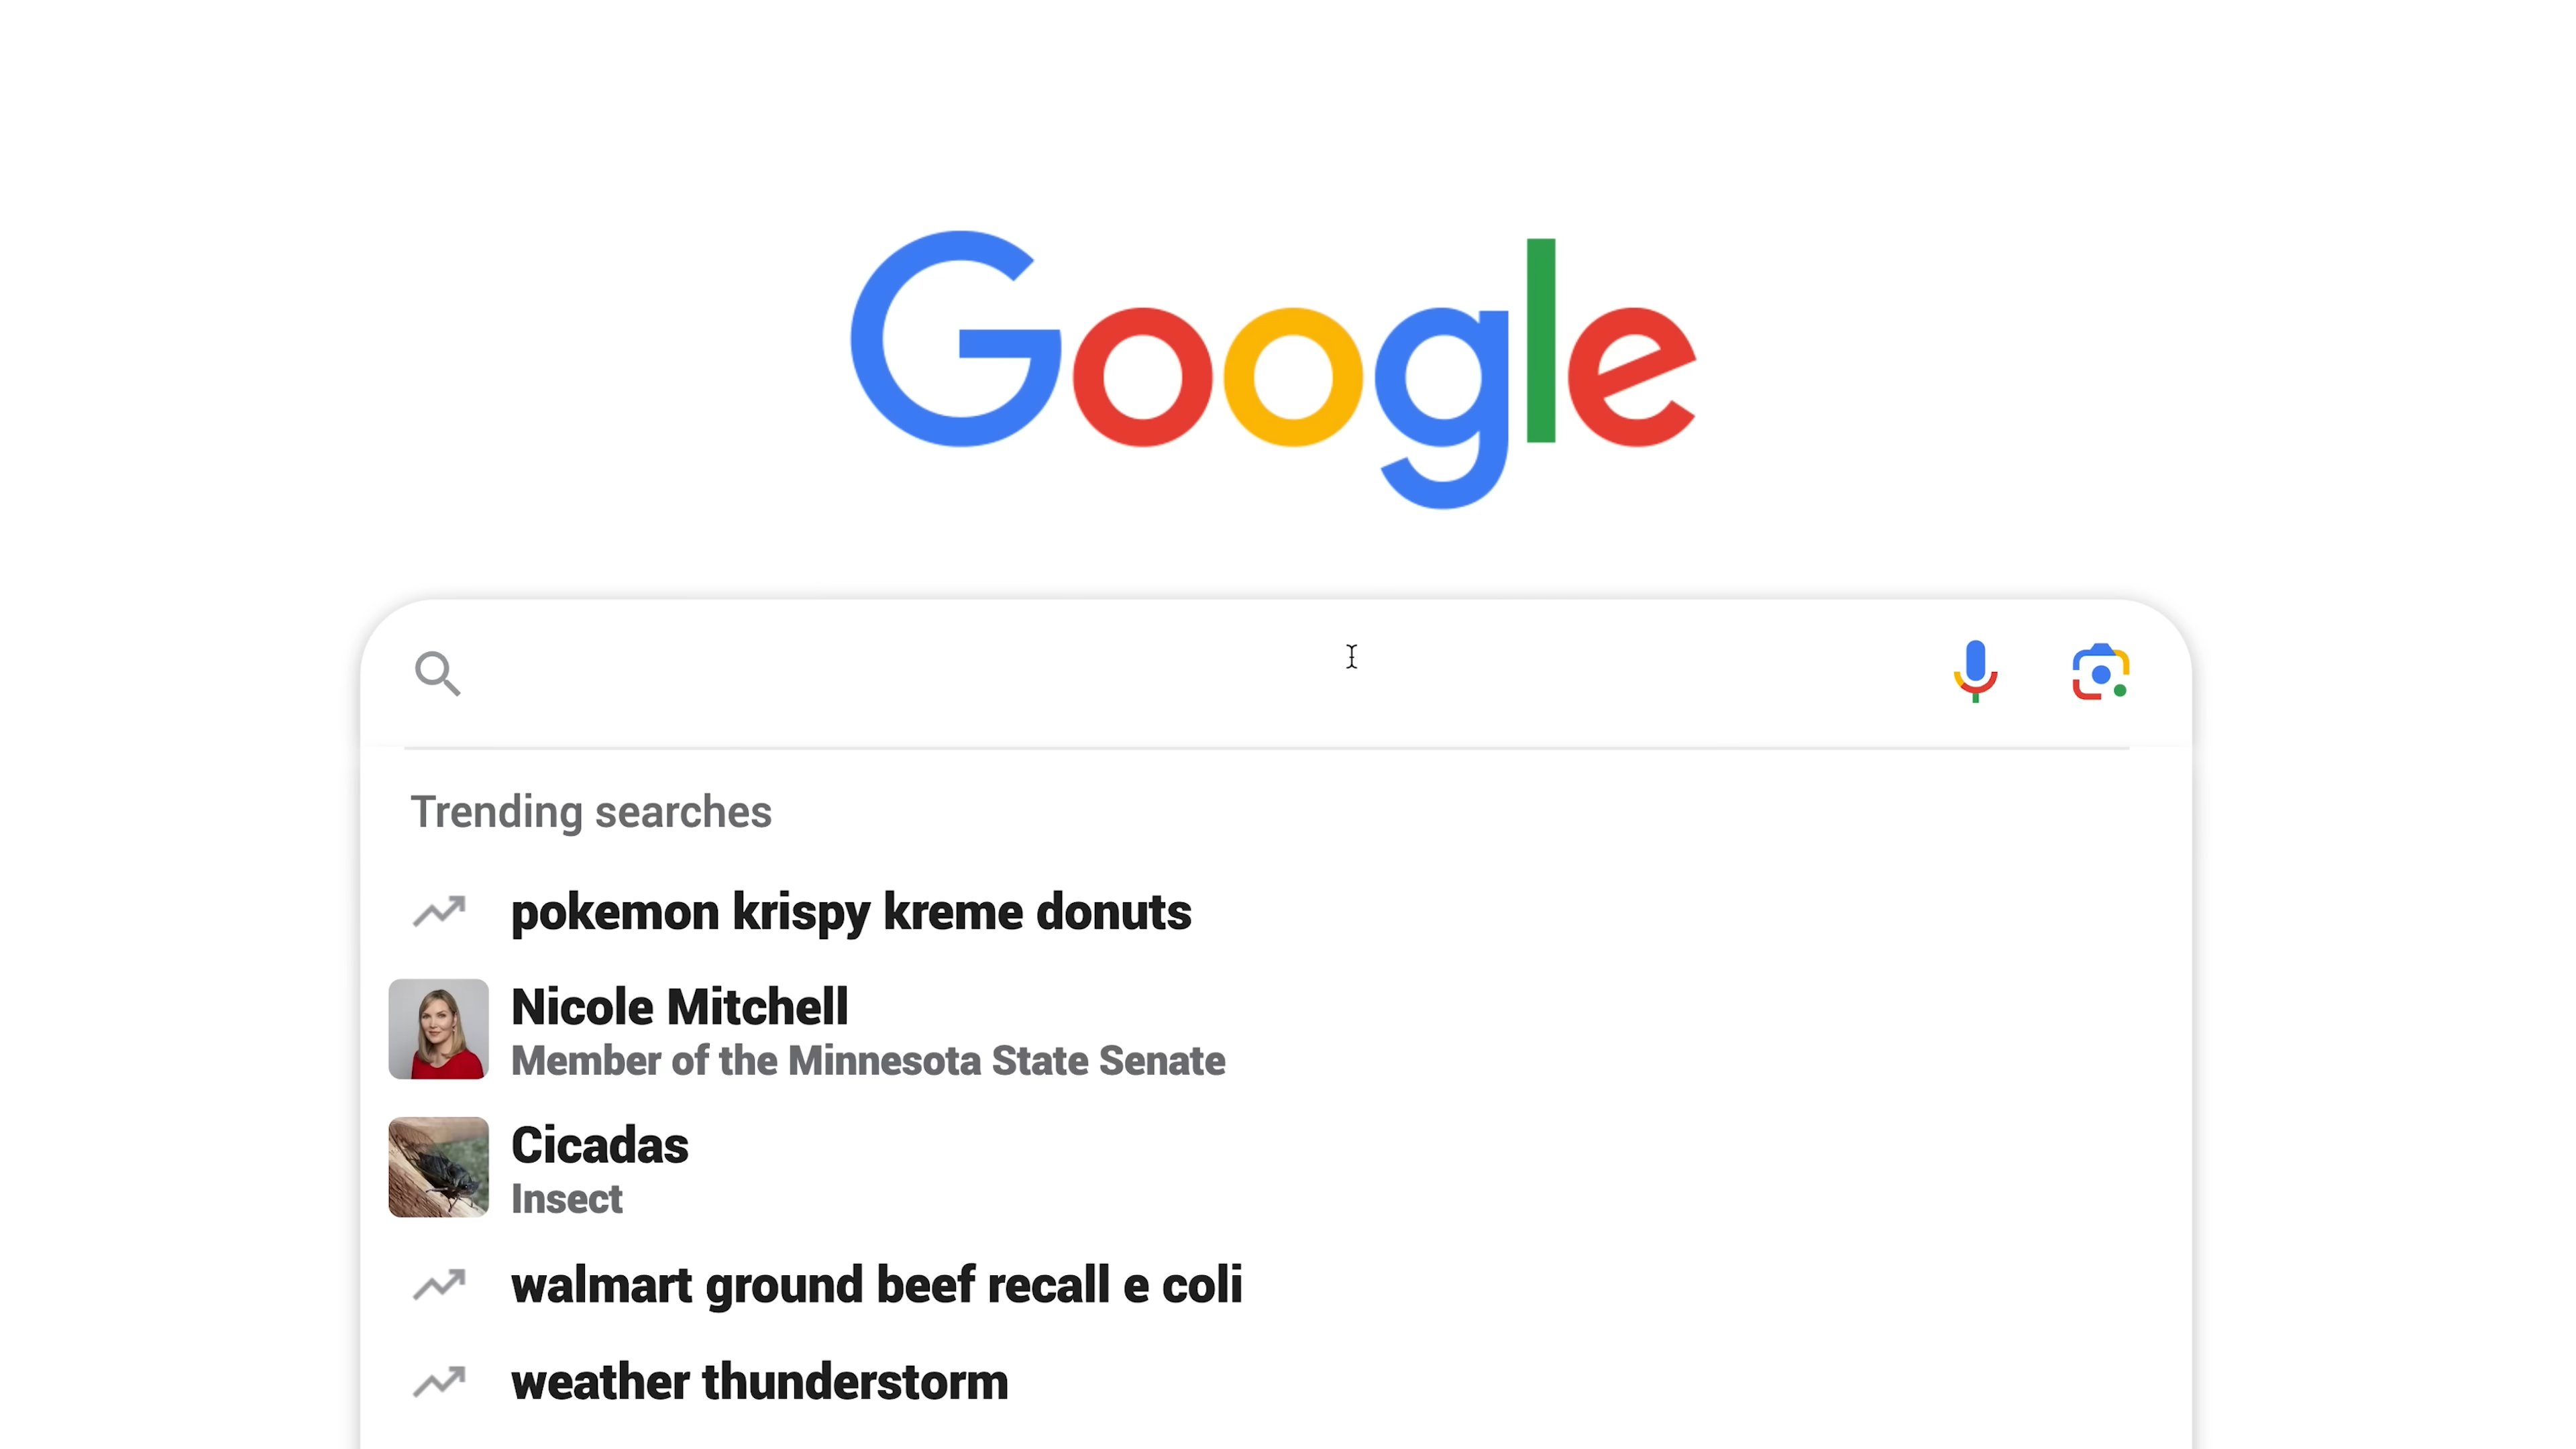 Google
Trending searches
pokemon krispy kreme donuts
Nicole Mitchell
Member of the Minnesota State Senate
Cicadas
Insect
walmart ground beef recall e coli
weather thunderstorm